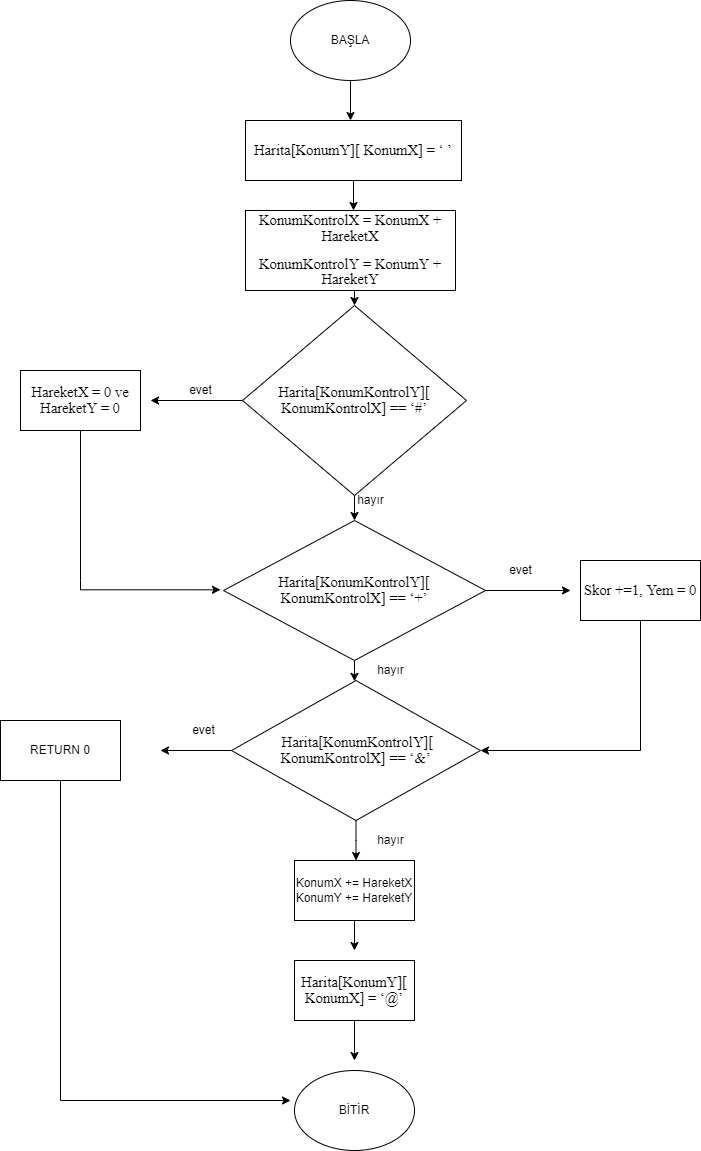 BAŞLA
Harita[KonumY][ KonumX] = ‘ ’
KonumKontrolX = KonumX +
HareketX
KonumKontrolY = KonumY +
HareketY
Harita[KonumKontrolY][
KonumKontrolX] == ‘#’
evet
HareketX = 0 ve
HareketY = 0
hayır
Harita[KonumKontrolY][
KonumKontrolX] == ‘+’
evet
Skor +=1, Yem = 0
hayır
Harita[KonumKontrolY][
KonumKontrolX] == ‘&’
evet
RETURN 0
hayır
KonumX += HareketX
KonumY += HareketY
Harita[KonumY][
KonumX] = ‘@’
BİTİR